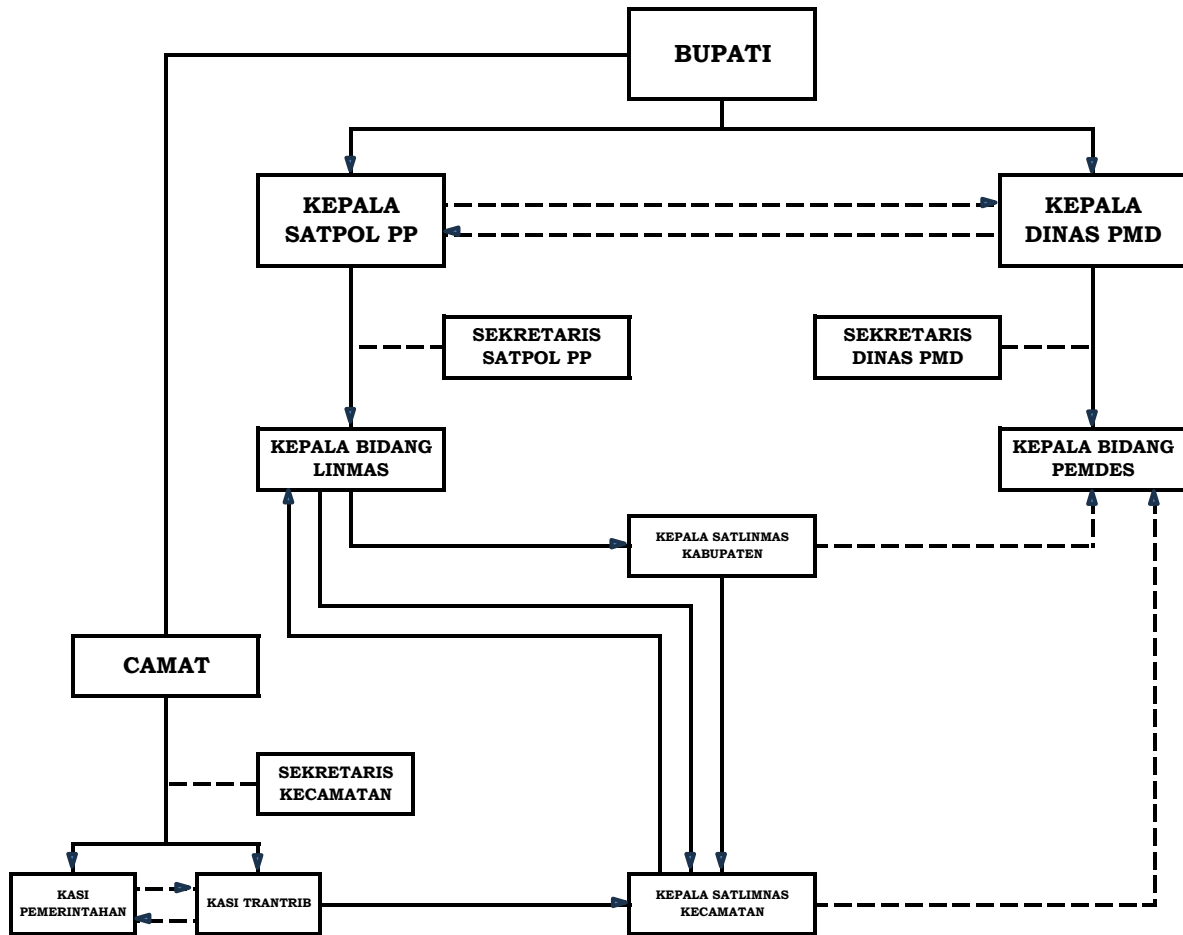 BUPATI
KEPALA
SATPOL PP
KEPALA
DINAS PMD
SEKRETARIS
SATPOL PP
SEKRETARIS
DINAS PMD
KEPALA BIDANG
LINMAS
KEPALA BIDANG
PEMDES
KEPALA SATLINMAS
KABUPATEN
CAMAT
SEKRETARIS
KECAMATAN
KASI
PEMERINTAHAN
KASI TRANTRIB
KEPALA SATLIMNAS
KECAMATAN